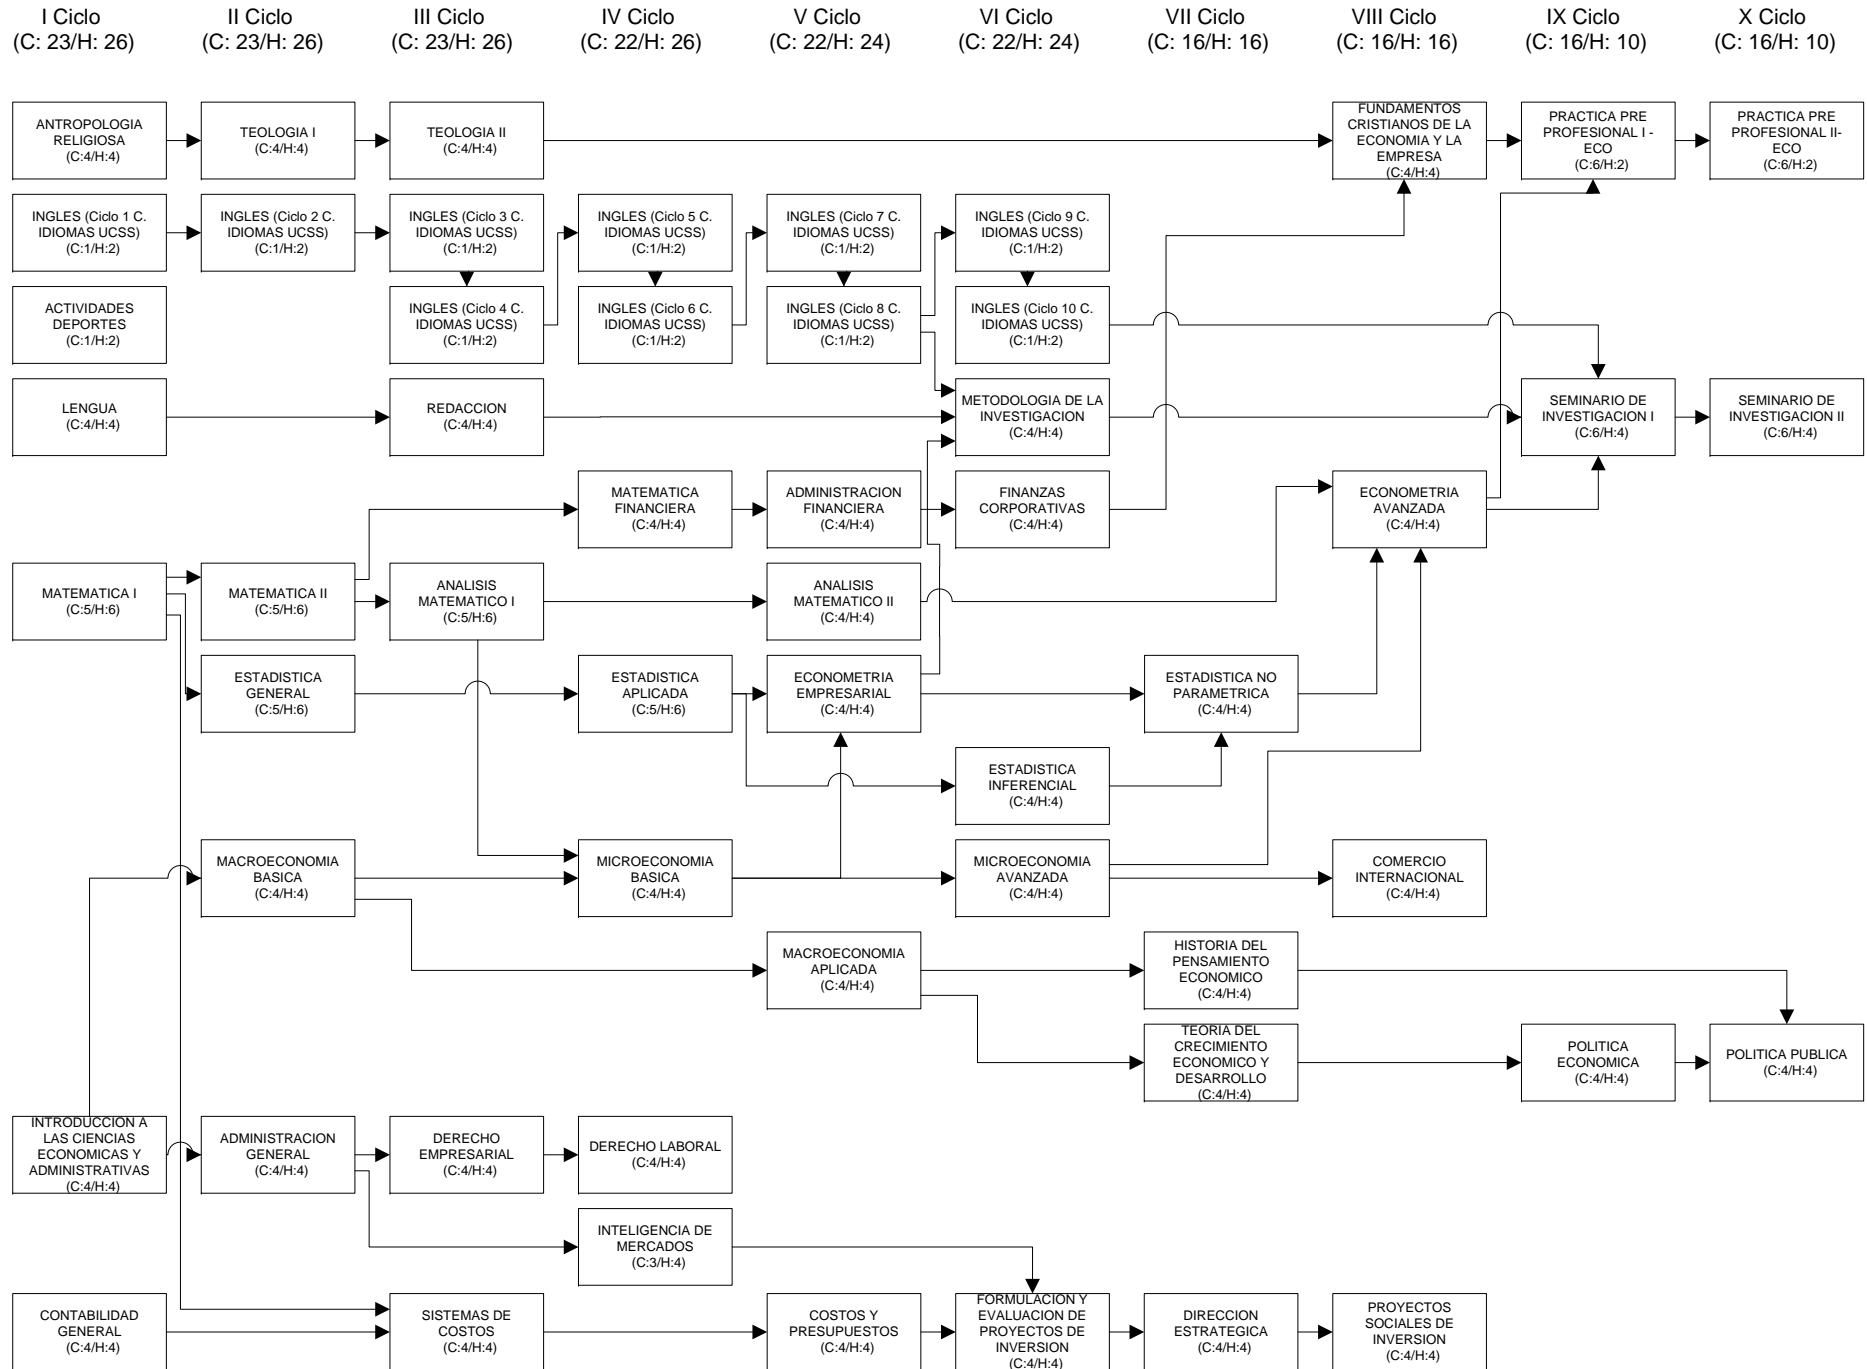 I Ciclo
(C: 23/H: 26)
II Ciclo
(C: 23/H: 26)
III Ciclo
(C: 23/H: 26)
IV Ciclo
(C: 22/H: 26)
V Ciclo
(C: 22/H: 24)
VI Ciclo
(C: 22/H: 24)
VII Ciclo
(C: 16/H: 16)
VIII Ciclo
(C: 16/H: 16)
IX Ciclo
(C: 16/H: 10)
X Ciclo
(C: 16/H: 10)
ANTROPOLOGIA
RELIGIOSA
(C:4/H:4)
TEOLOGIA I
(C:4/H:4)
TEOLOGIA II
(C:4/H:4)
FUNDAMENTOS
CRISTIANOS DE LA
ECONOMIA Y LA
EMPRESA
(C:4/H:4)
PRACTICA PRE
PROFESIONAL I -
ECO
(C:6/H:2)
PRACTICA PRE
PROFESIONAL II-
ECO
(C:6/H:2)
INGLES (Ciclo 1 C.
IDIOMAS UCSS)
(C:1/H:2)
INGLES (Ciclo 2 C.
IDIOMAS UCSS)
(C:1/H:2)
INGLES (Ciclo 3 C.
IDIOMAS UCSS)
(C:1/H:2)
INGLES (Ciclo 5 C.
IDIOMAS UCSS)
(C:1/H:2)
INGLES (Ciclo 7 C.
IDIOMAS UCSS)
(C:1/H:2)
INGLES (Ciclo 9 C.
IDIOMAS UCSS)
(C:1/H:2)
ACTIVIDADES
DEPORTES
(C:1/H:2)
INGLES (Ciclo 4 C.
IDIOMAS UCSS)
(C:1/H:2)
INGLES (Ciclo 6 C.
IDIOMAS UCSS)
(C:1/H:2)
INGLES (Ciclo 8 C.
IDIOMAS UCSS)
(C:1/H:2)
INGLES (Ciclo 10 C.
IDIOMAS UCSS)
(C:1/H:2)
LENGUA
(C:4/H:4)
REDACCION
(C:4/H:4)
METODOLOGIA DE LA
INVESTIGACION
(C:4/H:4)
SEMINARIO DE
INVESTIGACION I
(C:6/H:4)
SEMINARIO DE
INVESTIGACION II
(C:6/H:4)
MATEMATICA
FINANCIERA
(C:4/H:4)
ADMINISTRACION
FINANCIERA
(C:4/H:4)
FINANZAS
CORPORATIVAS
(C:4/H:4)
ECONOMETRIA
AVANZADA
(C:4/H:4)
MATEMATICA I
(C:5/H:6)
MATEMATICA II
(C:5/H:6)
ANALISIS
MATEMATICO I
(C:5/H:6)
ANALISIS
MATEMATICO II
(C:4/H:4)
ESTADISTICA
GENERAL
(C:5/H:6)
ESTADISTICA
APLICADA
(C:5/H:6)
ECONOMETRIA
EMPRESARIAL
(C:4/H:4)
ESTADISTICA NO
PARAMETRICA
(C:4/H:4)
ESTADISTICA
INFERENCIAL
(C:4/H:4)
MACROECONOMIA
BASICA
(C:4/H:4)
MICROECONOMIA
BASICA
(C:4/H:4)
MICROECONOMIA
AVANZADA
(C:4/H:4)
COMERCIO
INTERNACIONAL
(C:4/H:4)
MACROECONOMIA
APLICADA
(C:4/H:4)
HISTORIA DEL
PENSAMIENTO
ECONOMICO
(C:4/H:4)
TEORIA DEL
CRECIMIENTO
ECONOMICO Y
DESARROLLO
(C:4/H:4)
POLITICA
ECONOMICA
(C:4/H:4)
POLITICA PUBLICA
(C:4/H:4)
INTRODUCCION A
LAS CIENCIAS
ECONOMICAS Y
ADMINISTRATIVAS
(C:4/H:4)
ADMINISTRACION
GENERAL
(C:4/H:4)
DERECHO
EMPRESARIAL
(C:4/H:4)
DERECHO LABORAL
(C:4/H:4)
INTELIGENCIA DE
MERCADOS
(C:3/H:4)
CONTABILIDAD
GENERAL
(C:4/H:4)
SISTEMAS DE
COSTOS
(C:4/H:4)
COSTOS Y
PRESUPUESTOS
(C:4/H:4)
FORMULACION Y
EVALUACION DE
PROYECTOS DE
INVERSION
(C:4/H:4)
DIRECCION
ESTRATEGICA
(C:4/H:4)
PROYECTOS
SOCIALES DE
INVERSION
(C:4/H:4)